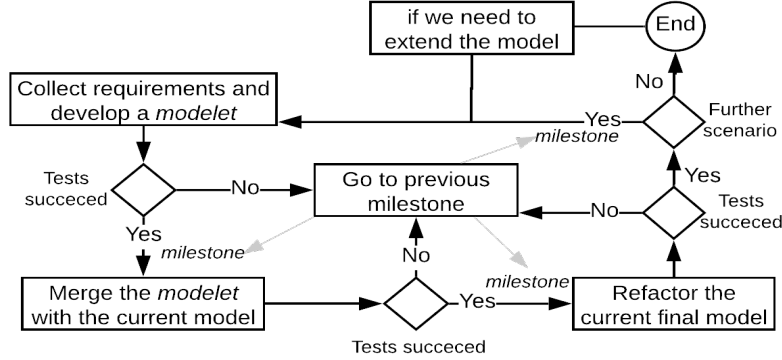 if we need to
extend the model
End
No
Collect requirements and
develop a modelet
Yes
milestone
Further
scenario
Tests
succeced
No
Go to previous
milestone
Yes
No
Tests
succeced
Yes
milestone
No
milestone
Merge the modelet
with the current model
Yes
Refactor the
current final model
Tests succeced